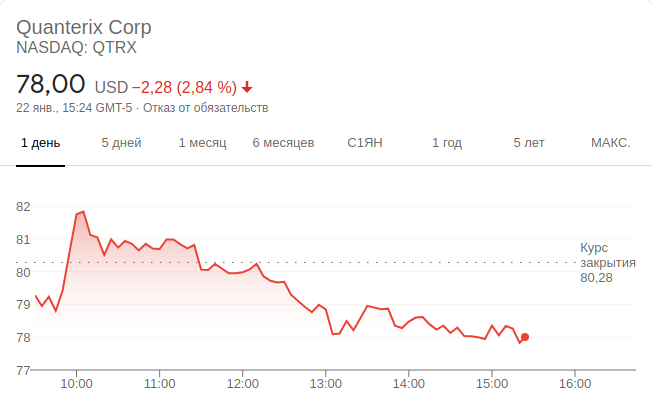 Quanterix Corp
NASDAQ: QTRX
78,00 USD −2,28 (2,84 %)
22 янв., 15:24 GMT-5 · Отказ от обязательств
1 день 5 дней 1 месяц 6 месяцев С1ЯН 1 год 5 лет МАКС.
82
81
80
79
78
77
Курс
закрытия
80,28
10:00 11:00 12:00 13:00 14:00 15:00 16:00